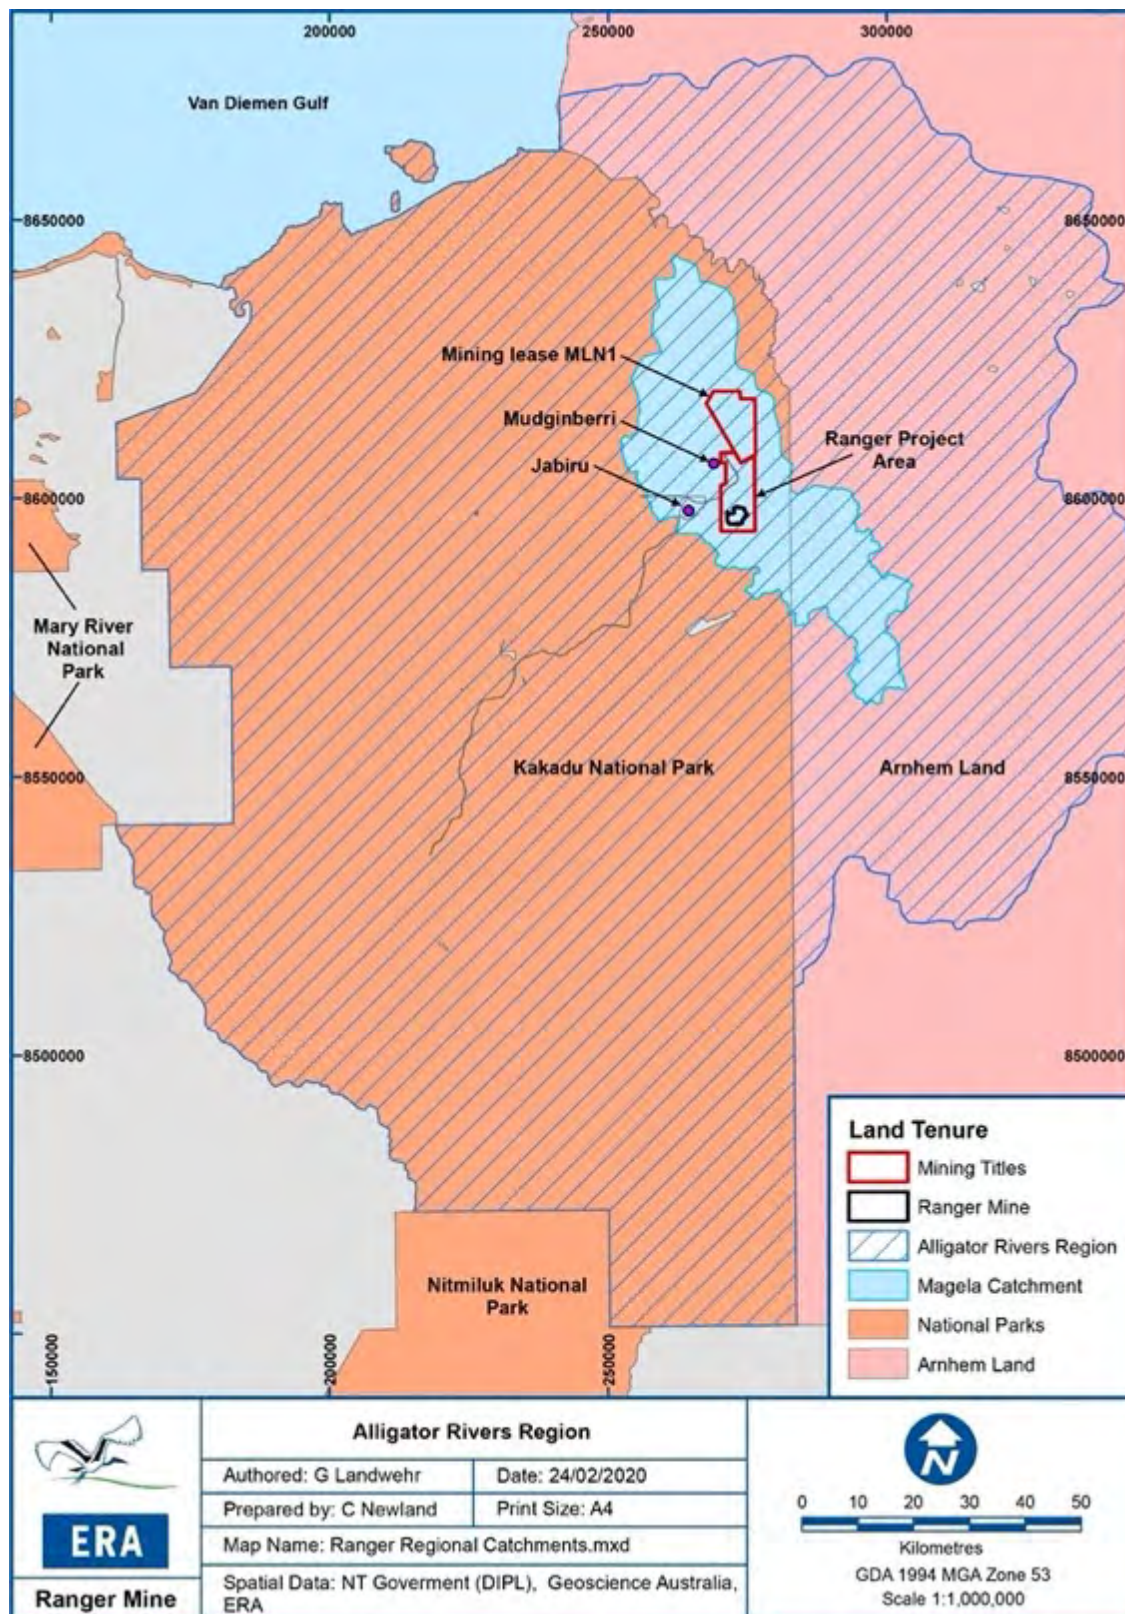 200000
250000
300000
Van Diemen Gulf
8650000
8650000
Mining lease MLN1
Mudginberri
Ranger Project
Area
Jabiru
8600000
8600000
Mary River
National
Park
Kakadu National Park
Arnhem Land
8550000
8550000
8500000
8500000
Nitmiluk National
Park
150000
200000
250000
Land Tenure
Mining Titles
Ranger Mine
Alligator Rivers Region
Magela Catchment
National Parks
Arnhem Land
ERA
Ranger Mine
Alligator Rivers Region
Authored: G Landwehr
Date: 24/02/2020
Prepared by: C Newland
Print Size: A4
Map Name: Ranger Regional Catchments.mxd
Spatial Data: NT Goverment (DIPL), Geoscience Australia,
ERA
N
0 10 20 30 40 50
Kilometres
GDA 1994 MGA Zone 53
Scale 1:1,000,000